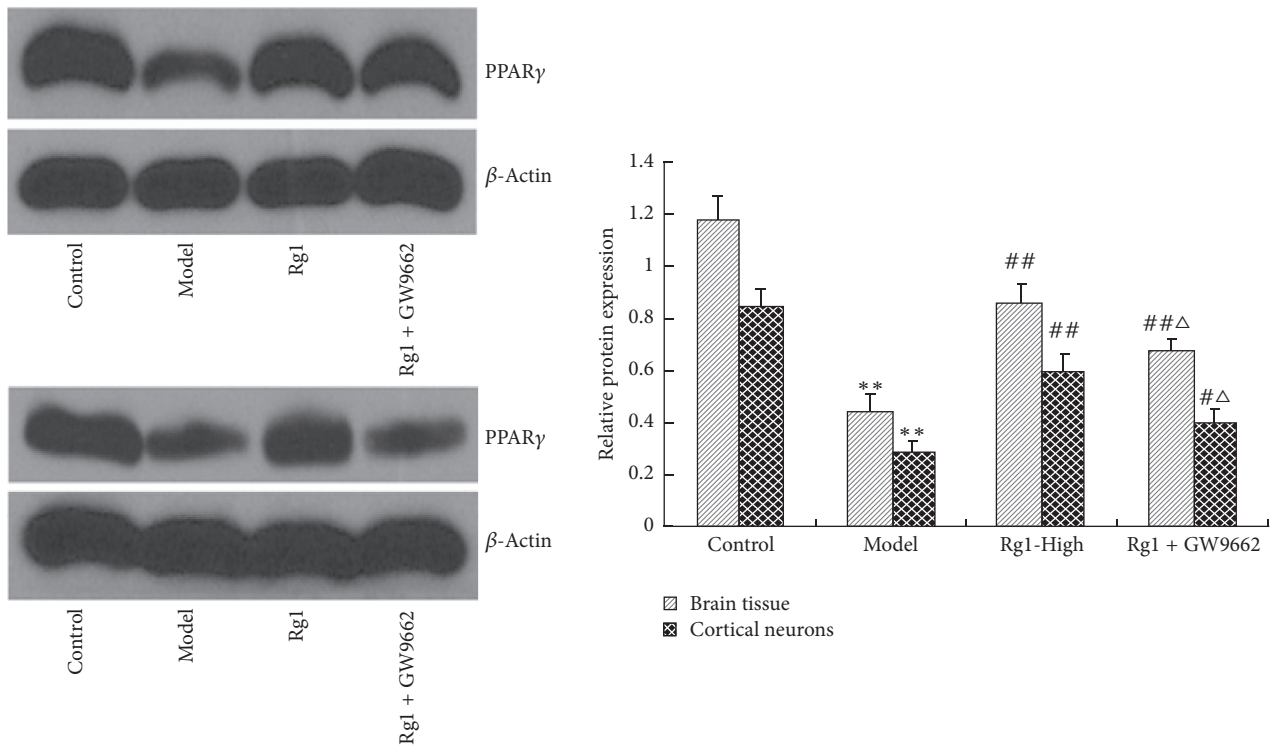 PPARγ
β-Actin
Control
Model
Rg1
Rg1 + GW9662
PPARγ
β-Actin
Control
Model
Rg1
Rg1 + GW9662
Relative protein expression
1.4
1.2
1
0.8
0.6
0.4
0.2
0
**
**
##
##
##△
#△
Control
Model
Rg1-High
Rg1 + GW9662
Brain tissue
Cortical neurons